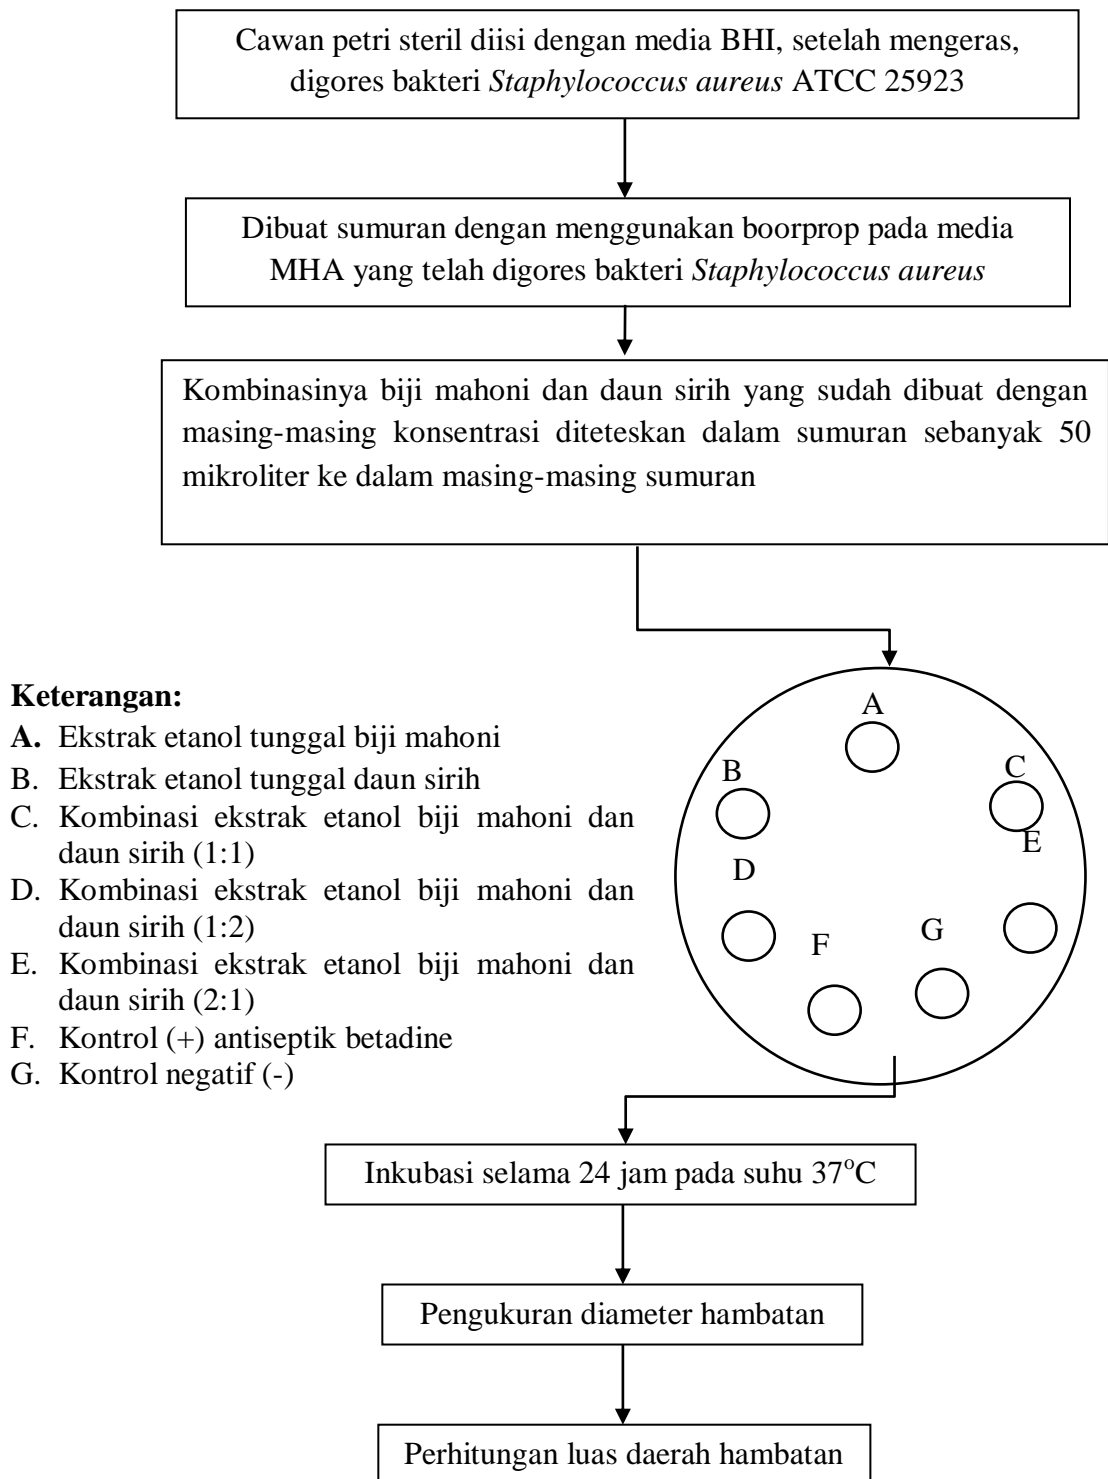 Cawan petri steril diisi dengan media BHI, setelah mengeras,
digores bakteri Staphylococcus aureus ATCC 25923
Dibuat sumuran dengan menggunakan boorprop pada media
MHA yang telah digores bakteri Staphylococcus aureus
Kombinasinya biji mahoni dan daun sirih yang sudah dibuat dengan
masing-masing konsentrasi diteteskan dalam sumuran sebanyak 50
mikroliter ke dalam masing-masing sumuran
Keterangan:
A. Ekstrak etanol tunggal biji mahoni
B. Ekstrak etanol tunggal daun sirih
C. Kombinasi ekstrak etanol biji mahoni dan
daun sirih (1:1)
D. Kombinasi ekstrak etanol biji mahoni dan
daun sirih (1:2)
E. Kombinasi ekstrak etanol biji mahoni dan
daun sirih (2:1)
F. Kontrol (+) antiseptik betadine
G. Kontrol negatif (-)
A
B
C
E
D
F
G
Inkubasi selama 24 jam pada suhu 37°C
Pengukuran diameter hambatan
Perhitungan luas daerah hambatan